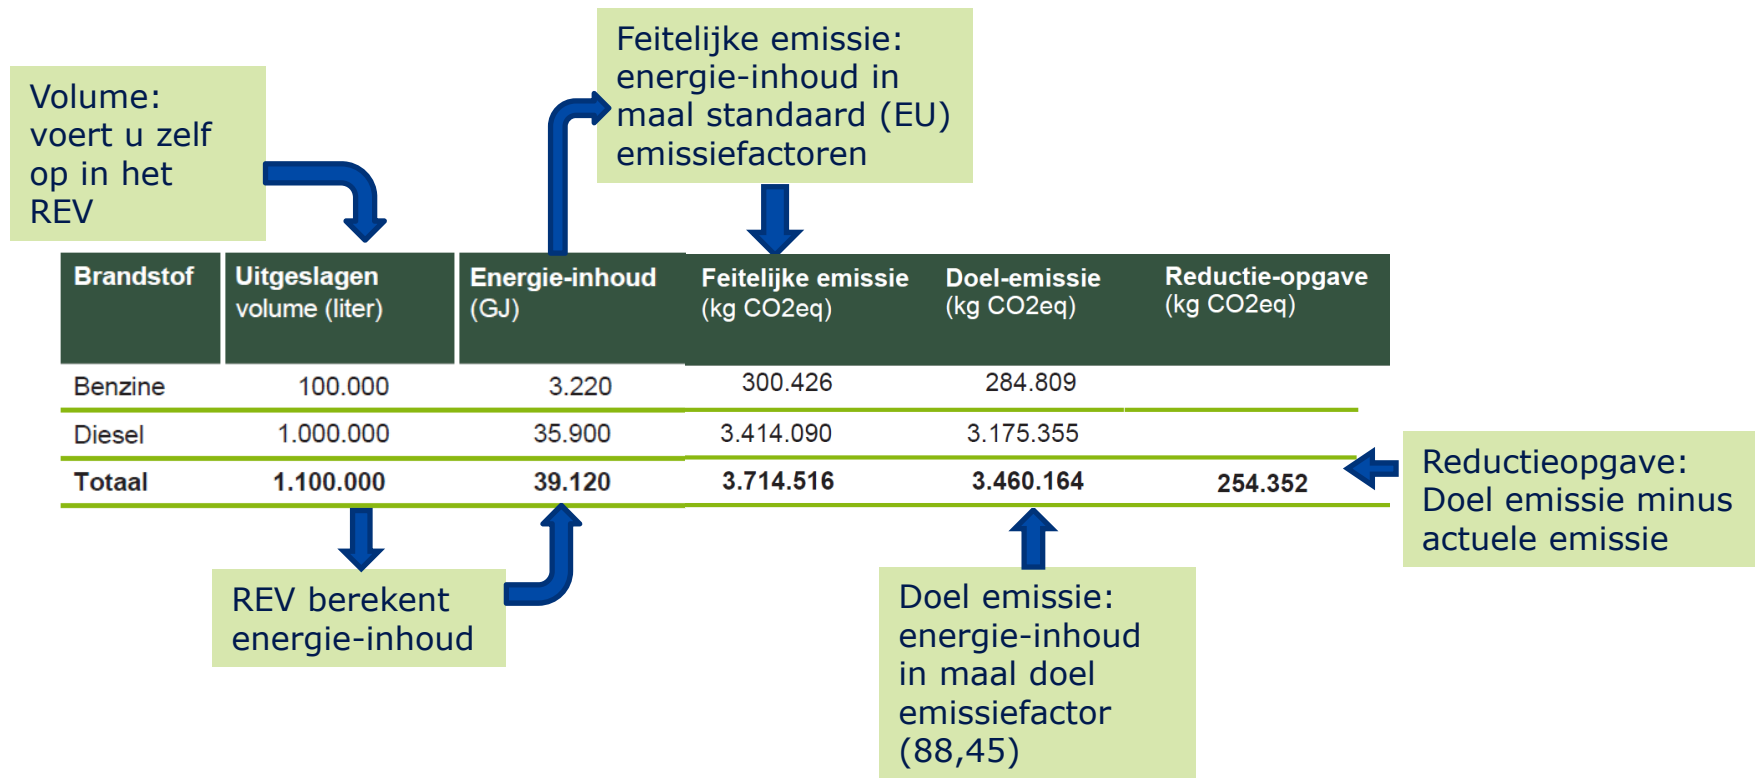 Feitelijke emissie:
energie-inhoud in
maal standaard (EU)
emissiefactoren
Volume:
voert u zelf
op in het
REV
Brandstof Uitgeslagen volume (liter) Energie-inhoud (GJ) Feitelijke emissie (kg CO2eq) Doel-emissie (kg CO2eq) Reductie-opgave (kg CO2eq)
Benzine 100.000 3.220 300.426 284.809
Diesel 1.000.000 35.900 3.414.090 3.175.355
Totaal 1.100.000 39.120 3.714.516 3.460.164 254.352
Reductieopgave:
Doel emissie minus
actuele emissie
REV berekent
energie-inhoud
Doel emissie:
energie-inhoud
in maal doel
emissiefactor
(88,45)